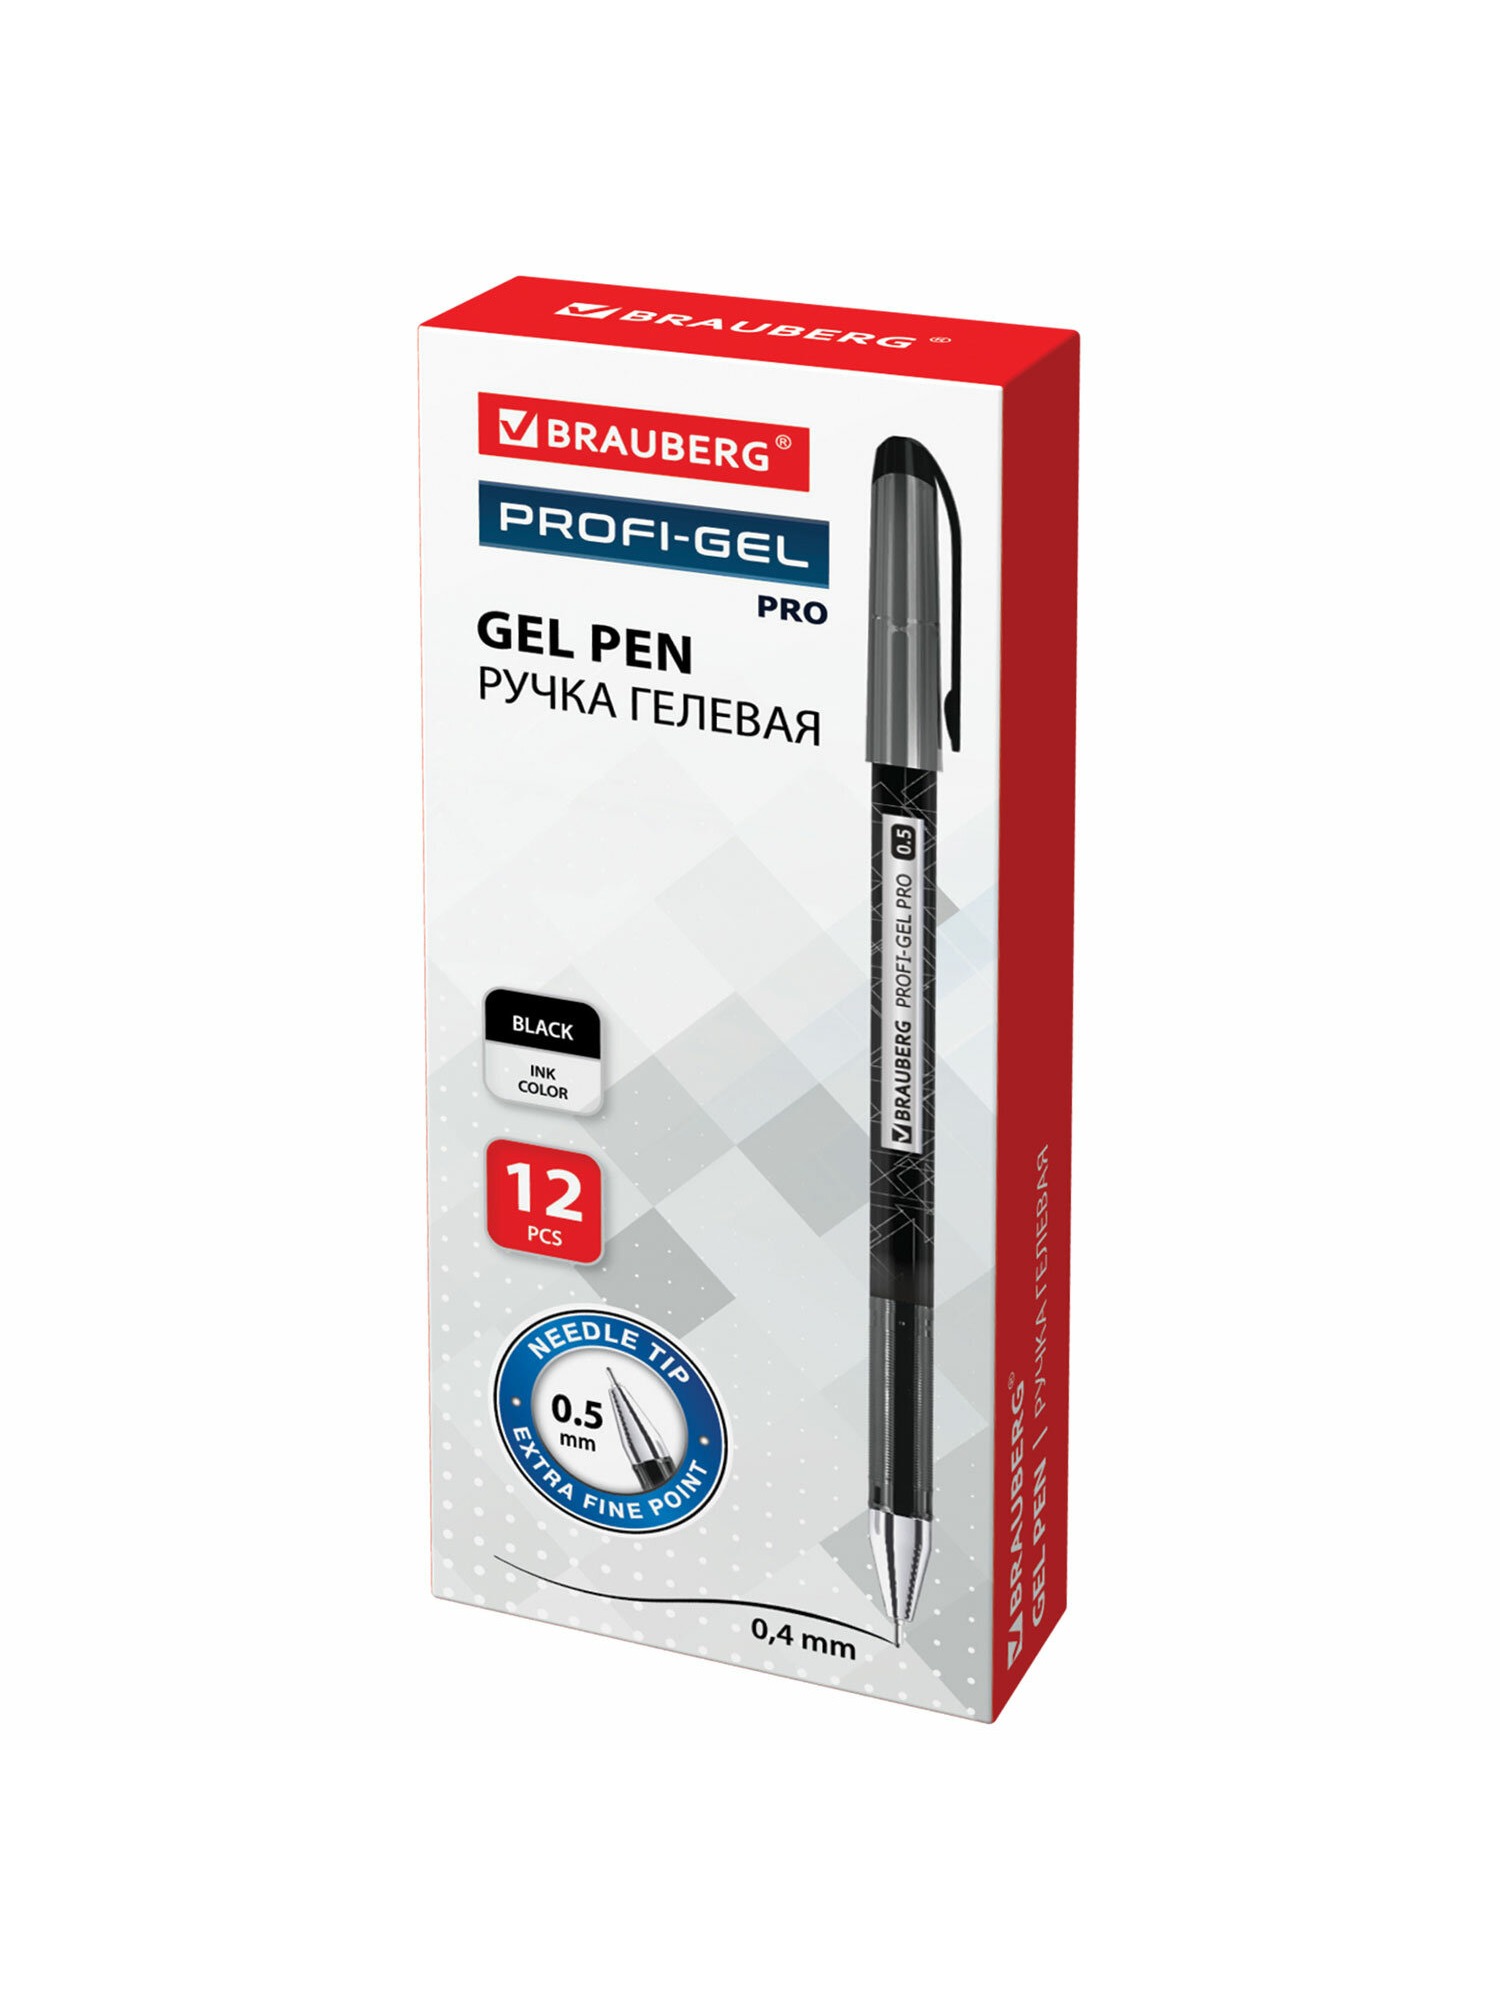 BRAUBERG ®
BRAUBERG®
PROFI-GEL
PRO
GEL PEN
РУЧКА ГЕЛЕВАЯ
BLACK
INK
COLOR
12
PCS
NEEDLE TIP
0.5
mm
EXTRA FINE POINT
0,4 mm
BRAUBERG PROFI-GEL PRO 0.5
BRAUBERG®
GEL PEN | РУЧКА ГЕЛЕВАЯ